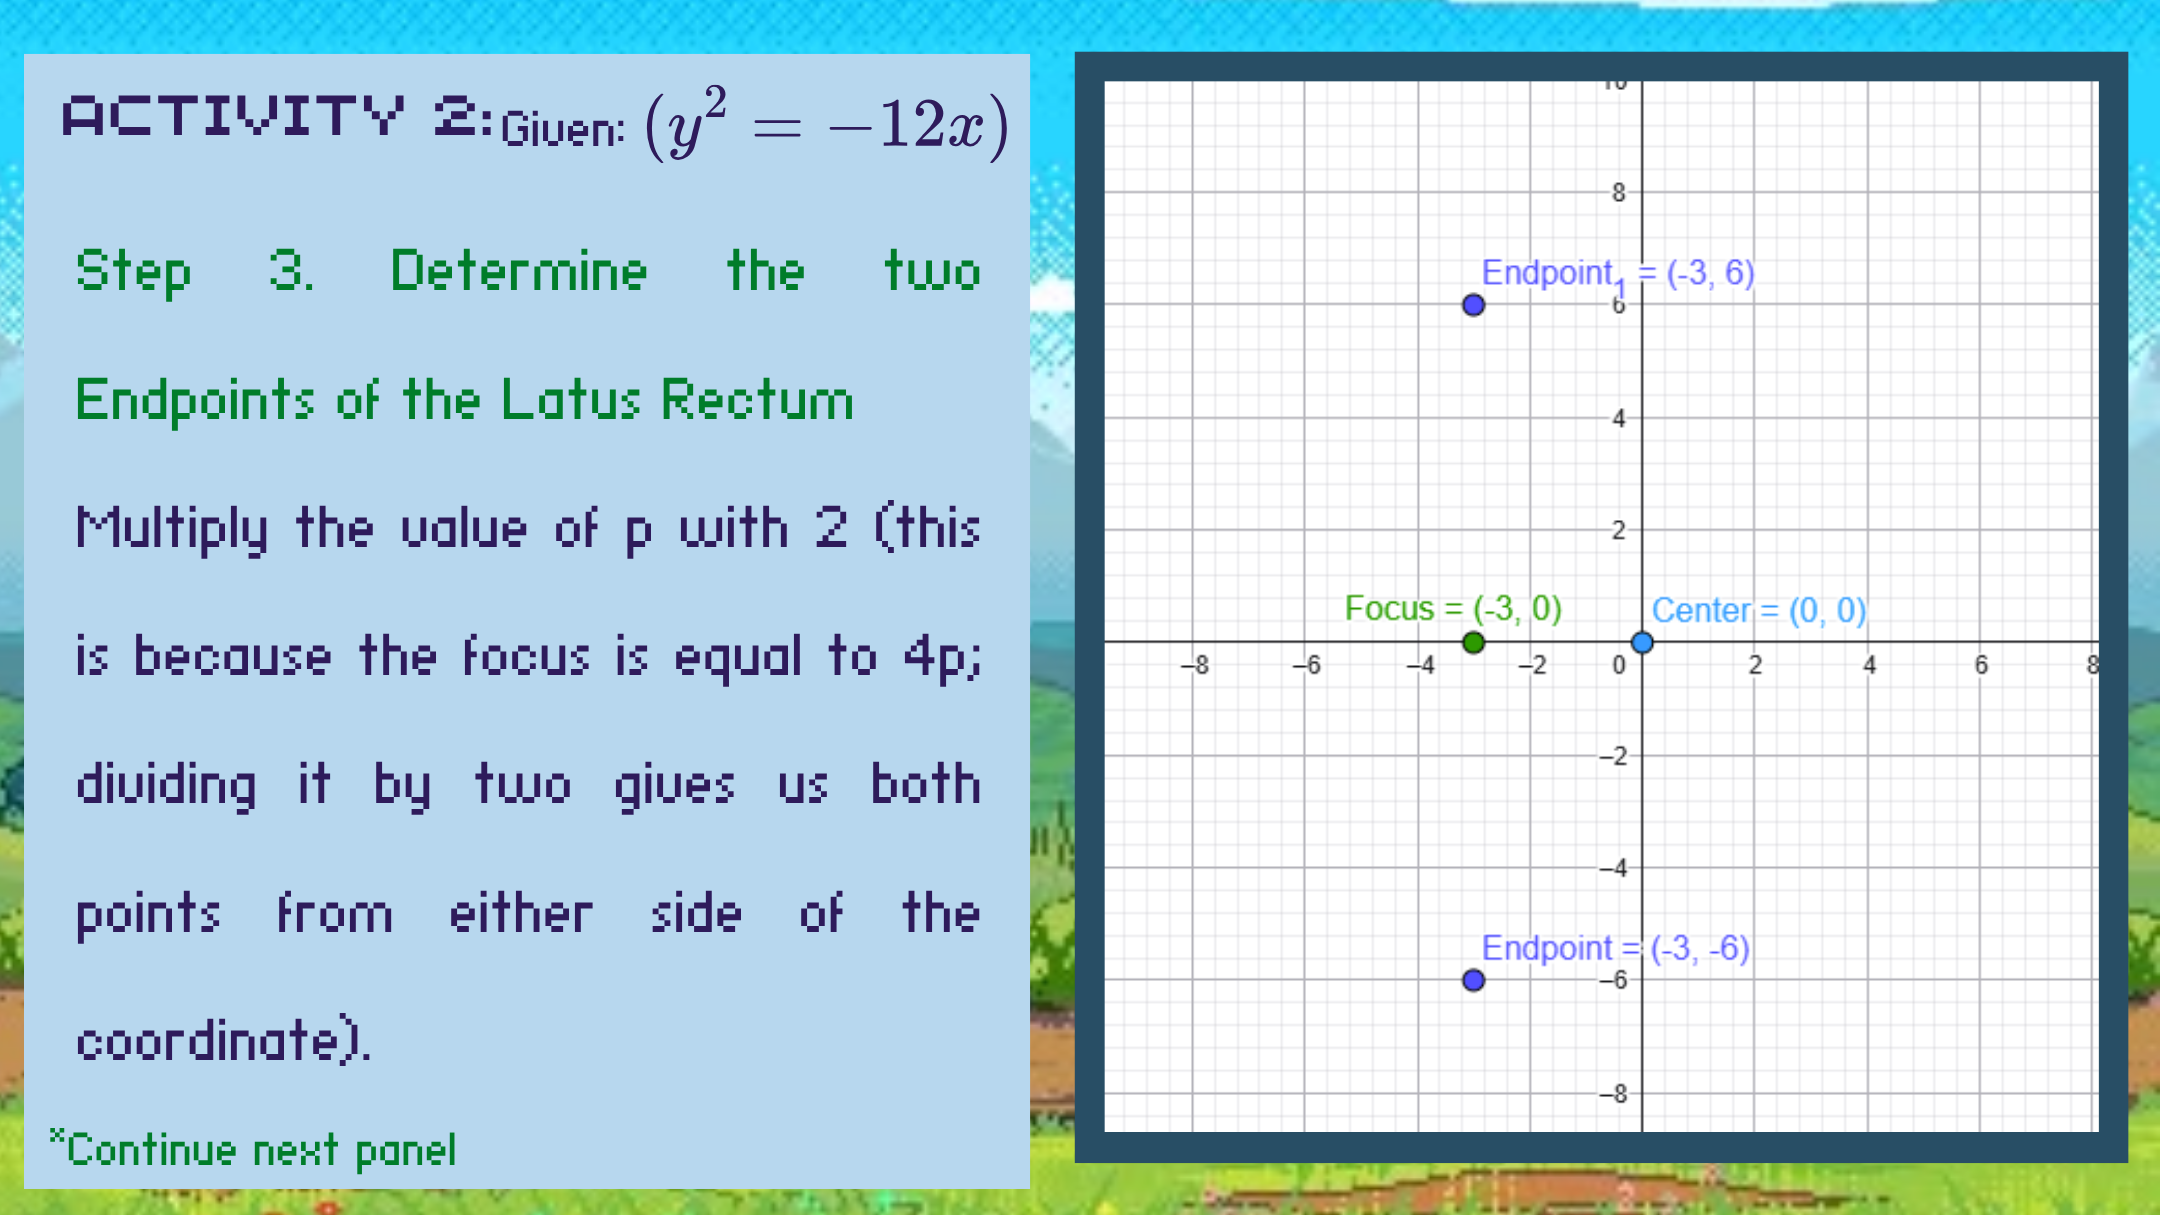 ACTIVITY 2: Given: (y² = −12x)
Step 3. Determine the two
Endpoints of the Latus Rectum
Multiply the value of p with 2 (this
is because the focus is equal to 4p;
dividing it by two gives us both
points from either side of the
coordinate).
*Continue next panel
10
8
Endpoint₁ = (-3, 6)
6
4
2
Focus = (-3, 0)
Center = (0, 0)
–8 –6 –4 –2 0 2 4 6 8
–2
–4
Endpoint = (-3, -6)
–6
–8